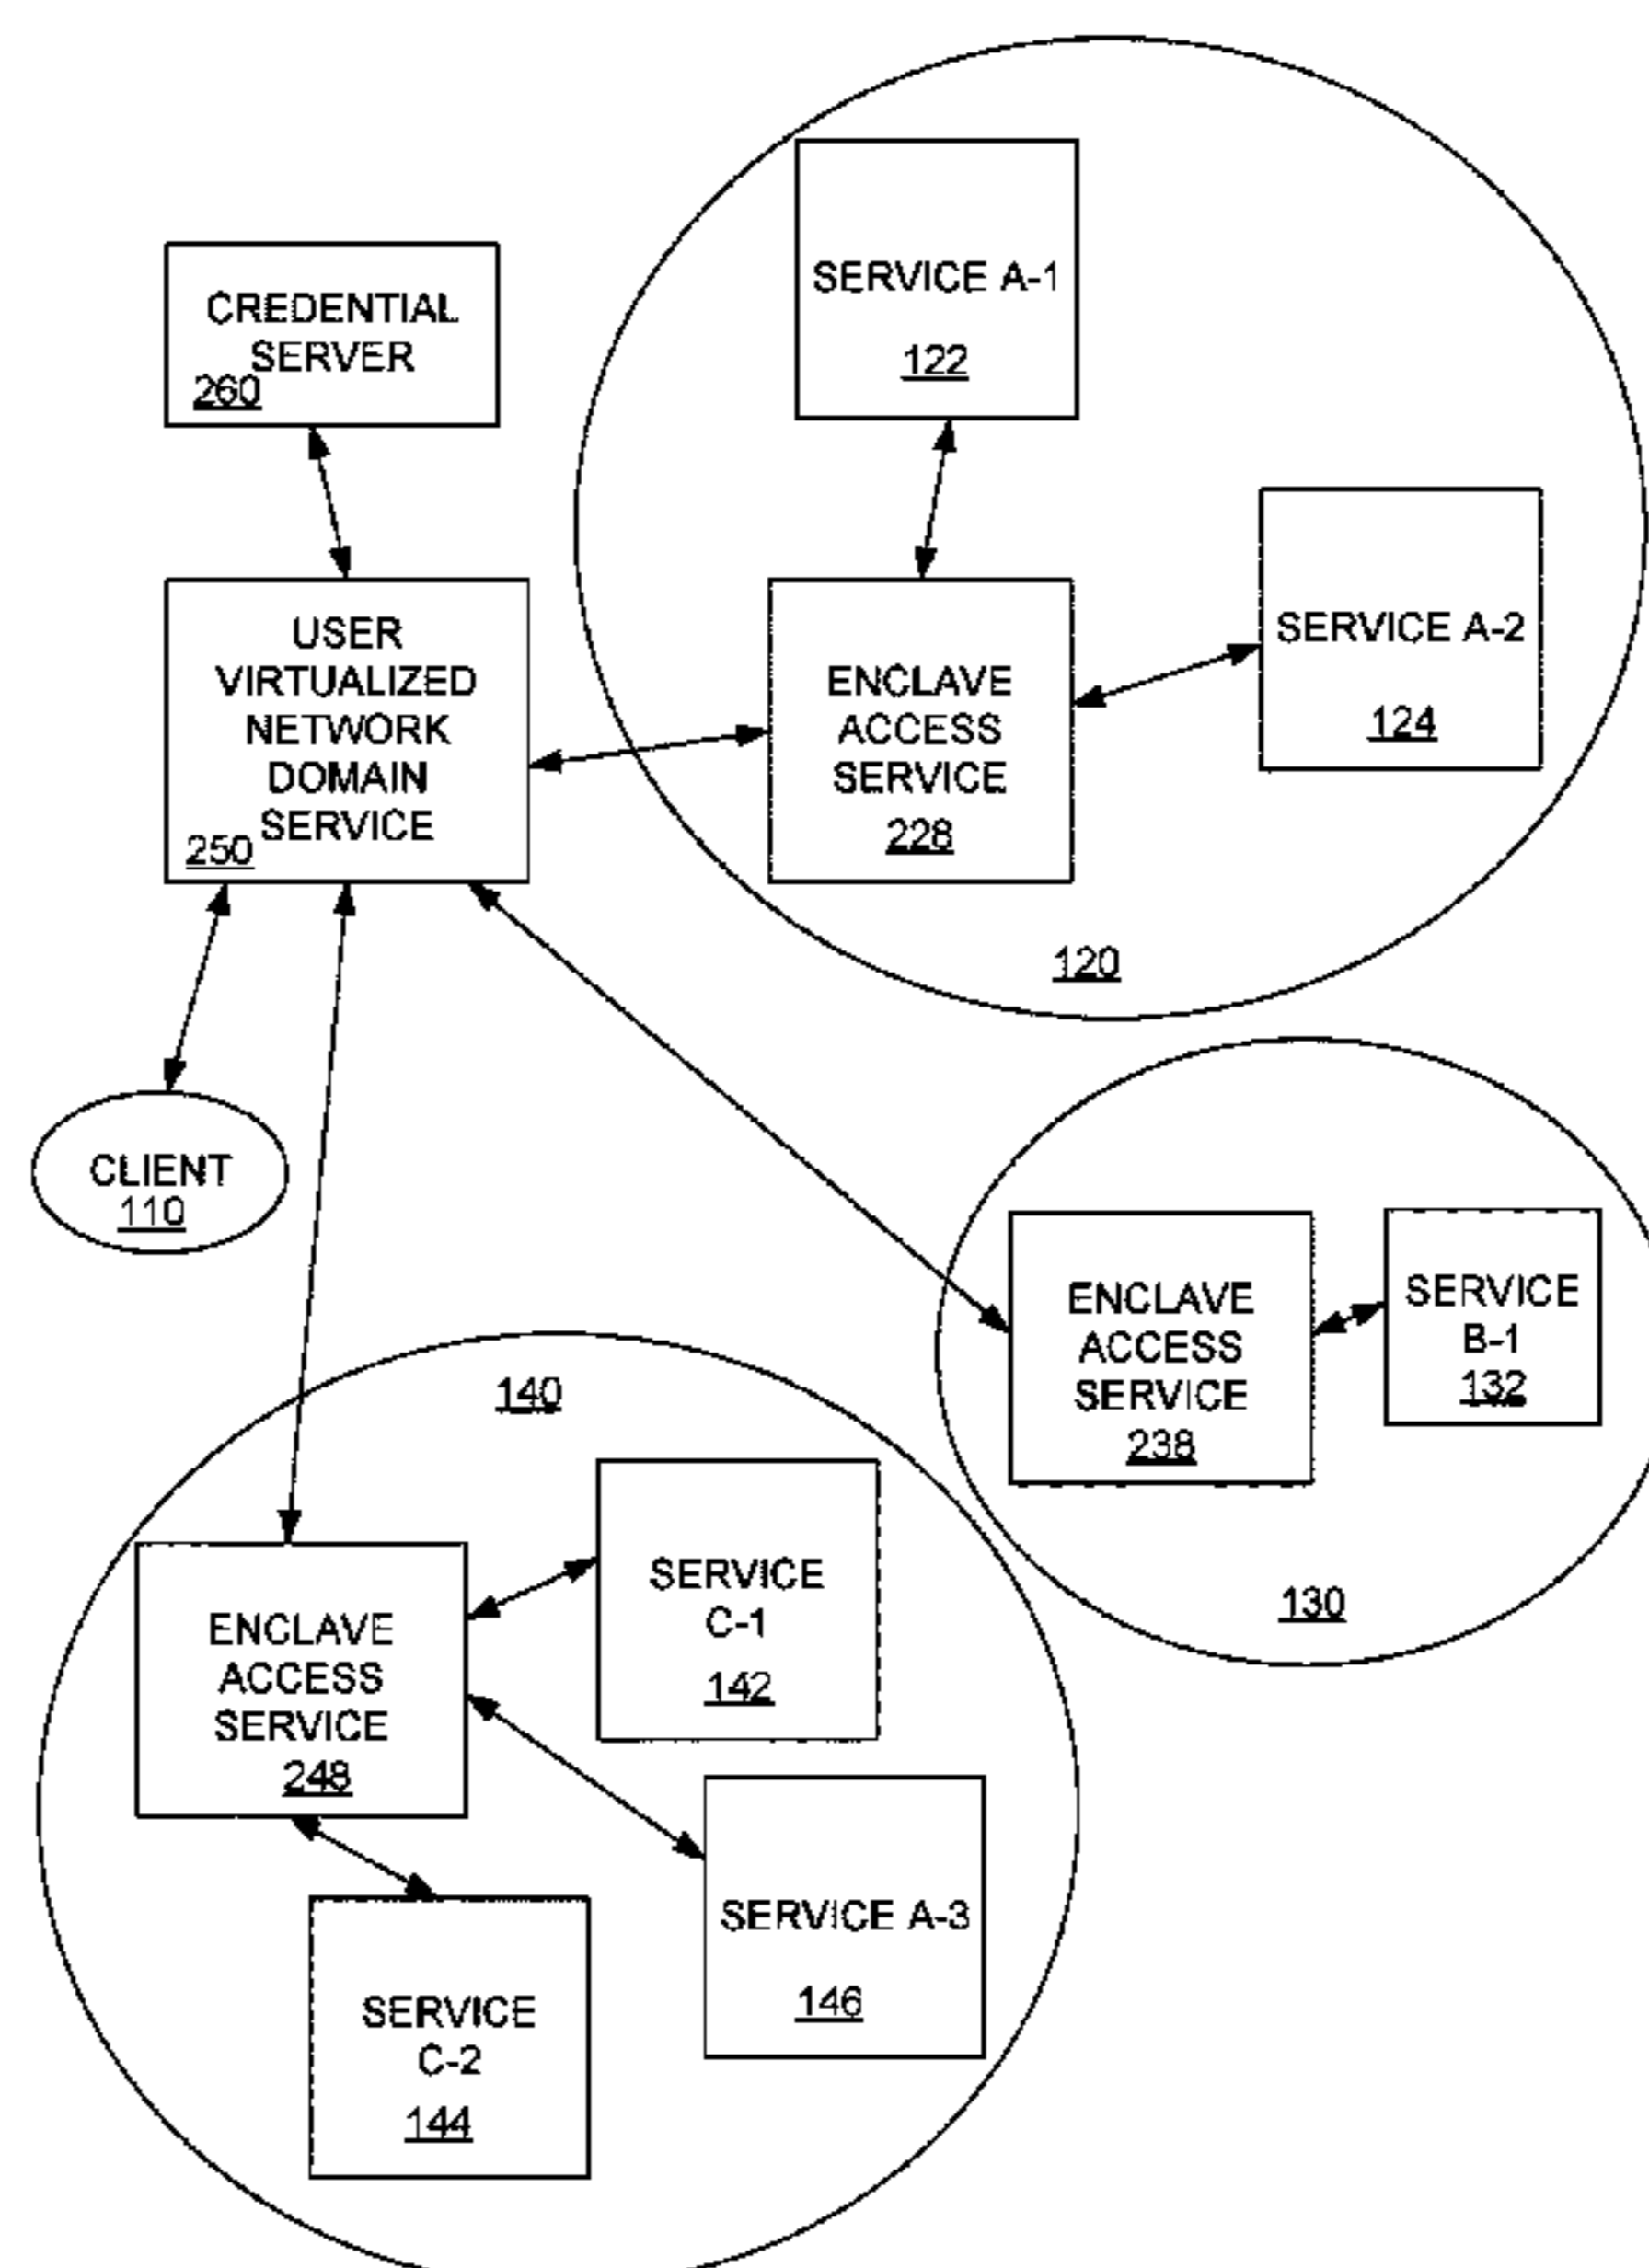 SERVICE A-1
122
CREDENTIAL
SERVER
260
USER
VIRTUALIZED
NETWORK
DOMAIN
SERVICE
250
ENCLAVE
ACCESS
SERVICE
228
SERVICE A-2
124
120
CLIENT
110
ENCLAVE
ACCESS
SERVICE
238
SERVICE
B-1
132
130
140
SERVICE
C-1
142
ENCLAVE
ACCESS
SERVICE
248
SERVICE A-3
146
SERVICE
C-2
144